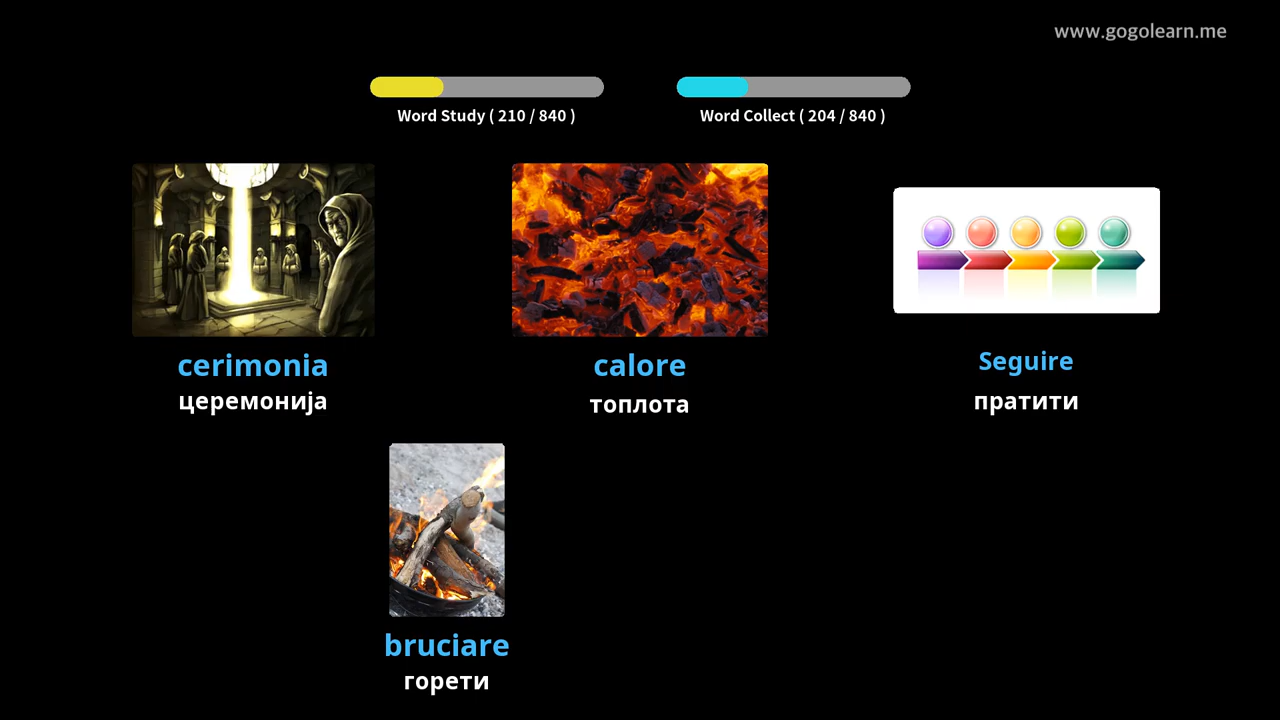 www.gogolearn.me
Word Study ( 210 / 840 )
Word Collect ( 204 / 840 )
cerimonia
церемонија
calore
топлота
Seguire
пратити
bruciare
горети